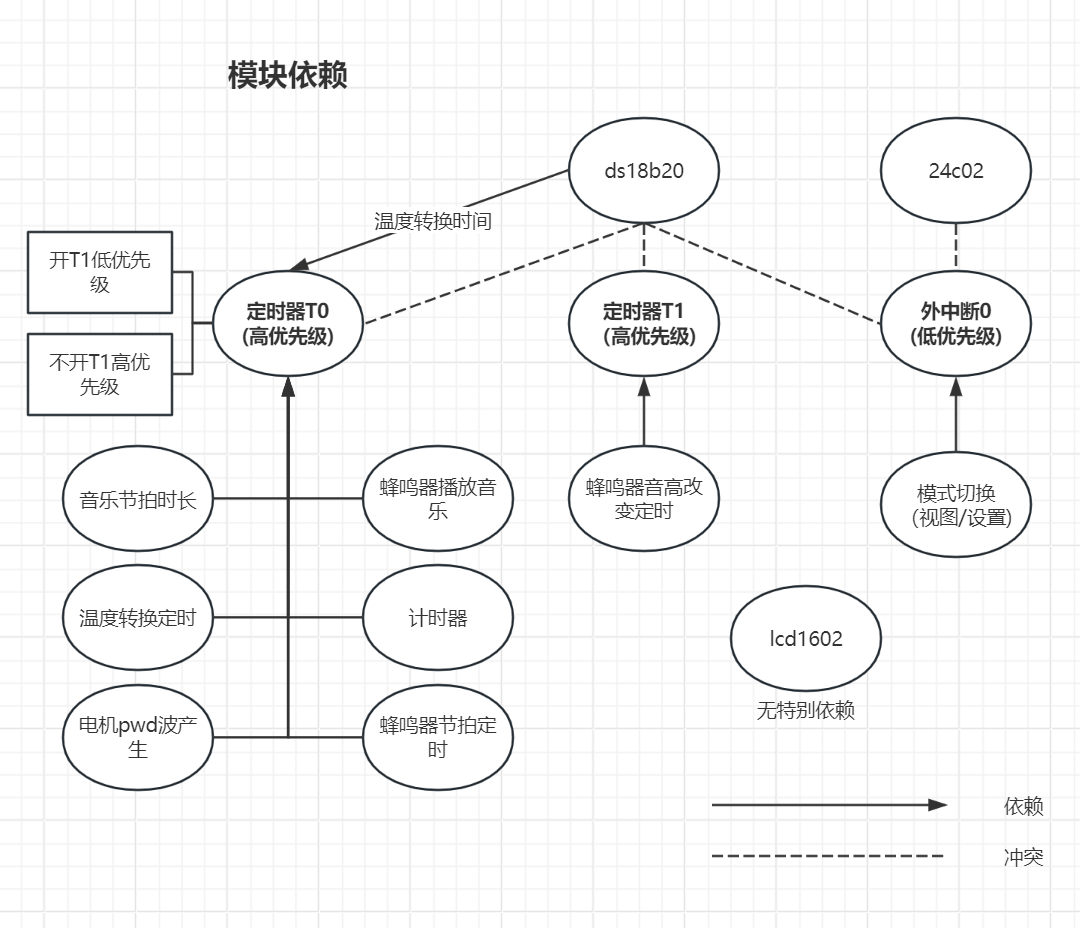 模块依赖
ds18b20
24c02
温度转换时间
开T1低优先
级
定时器T0
(高优先级)
定时器T1
（高优先级)
外中断0
(低优先级)
不开T1高优
先级
音乐节拍时长
蜂鸣器播放音
乐
蜂鸣器音高改
变定时
模式切换
（视图/设置)
温度转换定时
计时器
lcd1602
无特别依赖
电机pwd波产
生
蜂鸣器节拍定
时
依赖
冲突